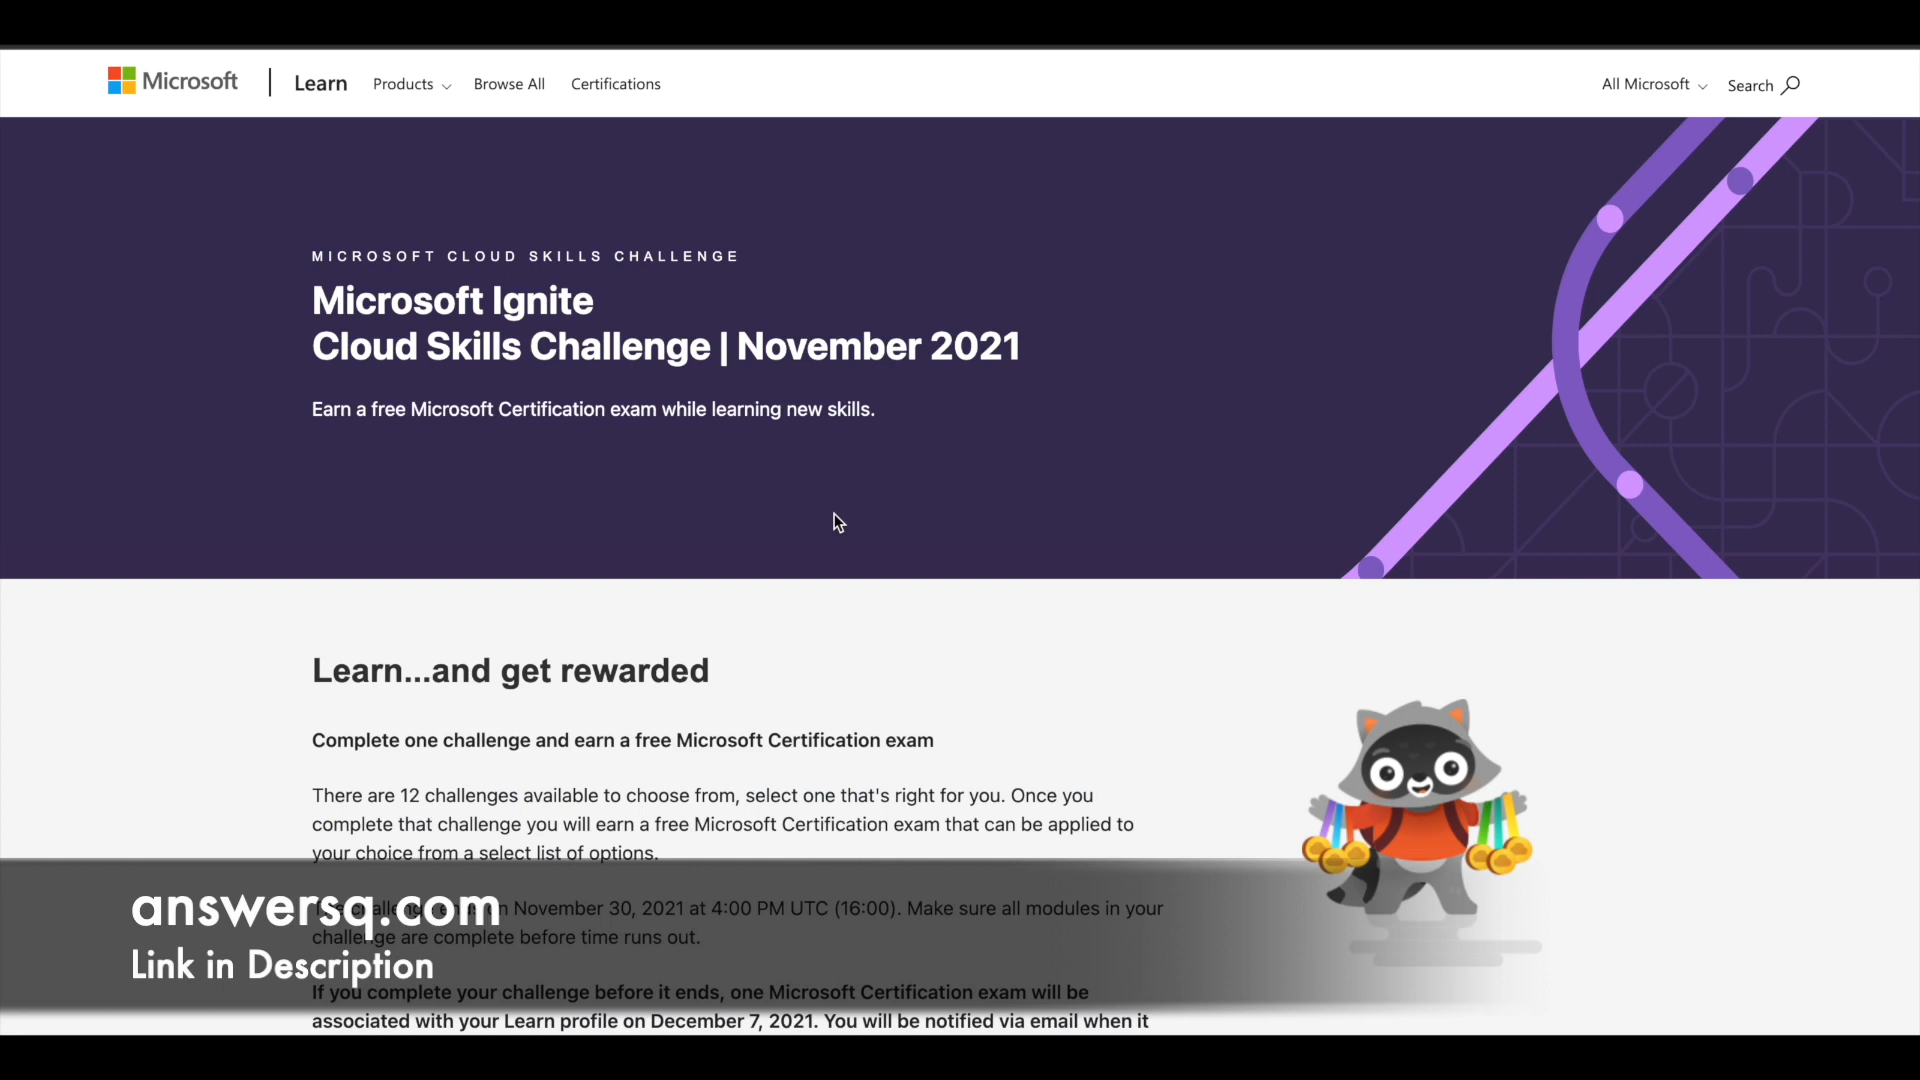 Microsoft | Learn Products Browse All Certifications All Microsoft Search
MICROSOFT CLOUD SKILLS CHALLENGE
Microsoft Ignite
Cloud Skills Challenge | November 2021
Earn a free Microsoft Certification exam while learning new skills.
Learn...and get rewarded
Complete one challenge and earn a free Microsoft Certification exam
There are 12 challenges available to choose from, select one that's right for you. Once you
complete that challenge you will earn a free Microsoft Certification exam that can be applied to
your choice from a select list of options.
answersq.com
November 30, 2021 at 4:00 PM UTC (16:00). Make sure all modules in your
challenge are complete before time runs out.
Link in Description
If you complete your challenge before it ends, one Microsoft Certification exam will be
associated with your Learn profile on December 7, 2021. You will be notified via email when it